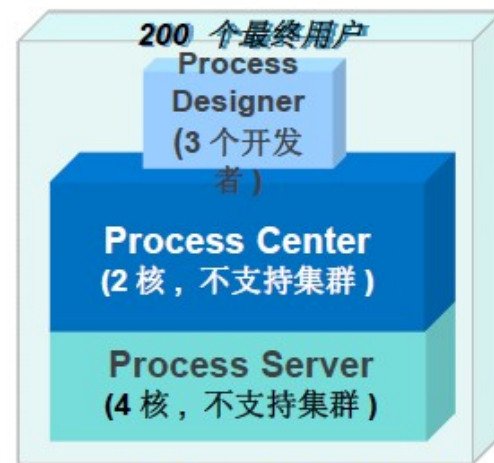 200 个最终用户
Process
Designer
(3 个开发
者 )
Process Center
(2 核 , 不支持集群 )
Process Server
(4 核 , 不支持集群 )